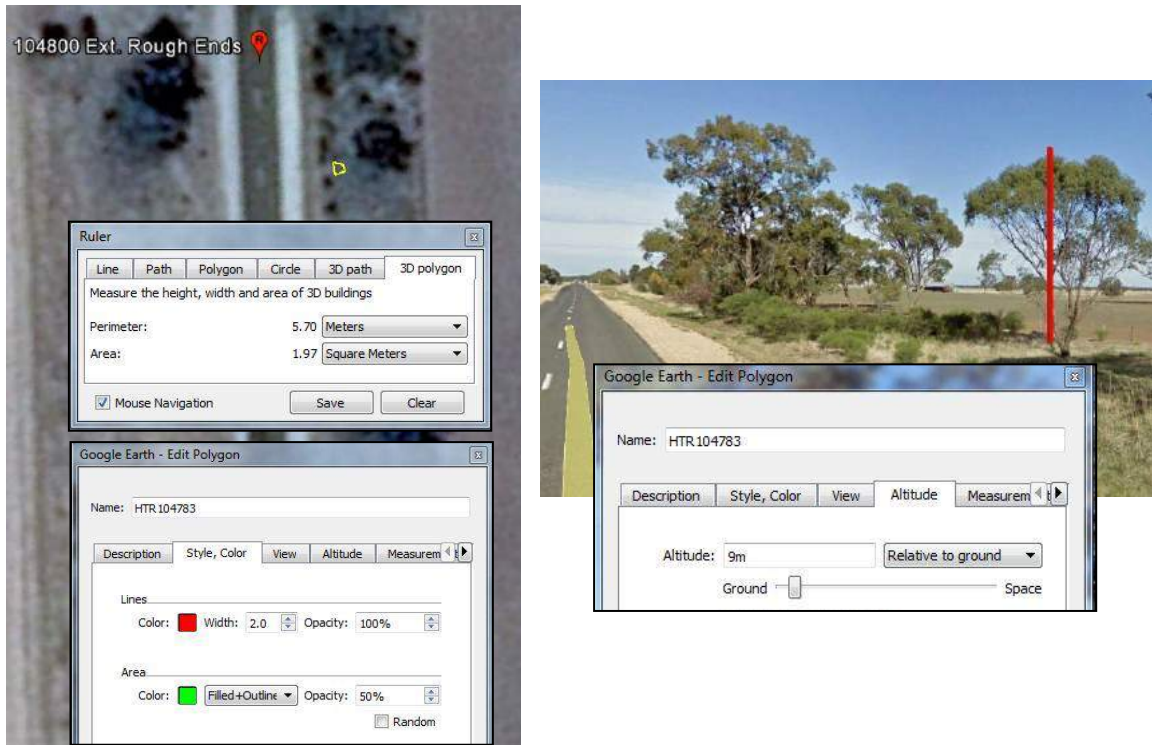 104800 Ext. Rough Ends
R
Ruler
Line Path Polygon Circle 3D path 3D polygon
Measure the height, width and area of 3D buildings
Perimeter: 5.70 Meters
Area: 1.97 Square Meters
Mouse Navigation Save Clear
Google Earth - Edit Polygon
Name: HTR104783
Description Style, Color View Altitude Measurem
Lines
Color: Width: 2.0 Opacity: 100%
Area
Color: Filled+Outline Opacity: 50%
Random
Google Earth - Edit Polygon
Name: HTR104783
Description Style, Color View Altitude Measurem
Altitude: 9m Relative to ground
Ground Space